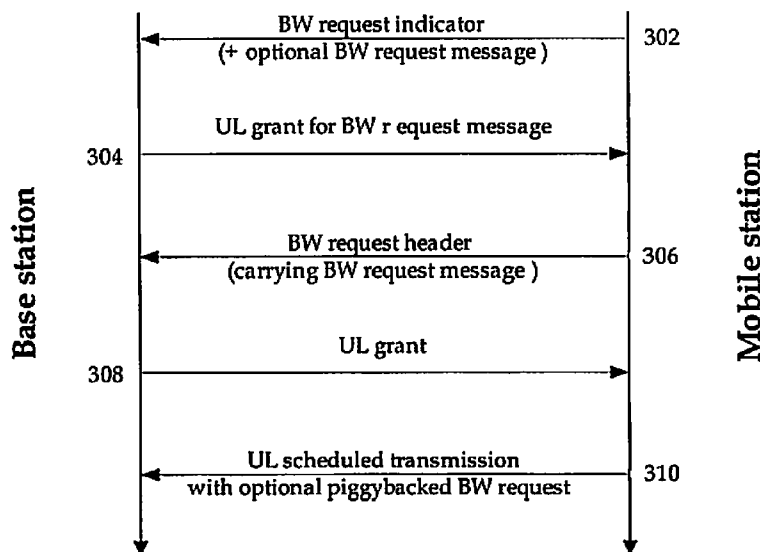 BW request indicator
(+ optional BW request message )
302
UL grant for BW r equest message
304
BW request header
(carrying BW request message )
306
UL grant
308
UL scheduled transmission
with optional piggybacked BW request
310
Base station
Mobile station